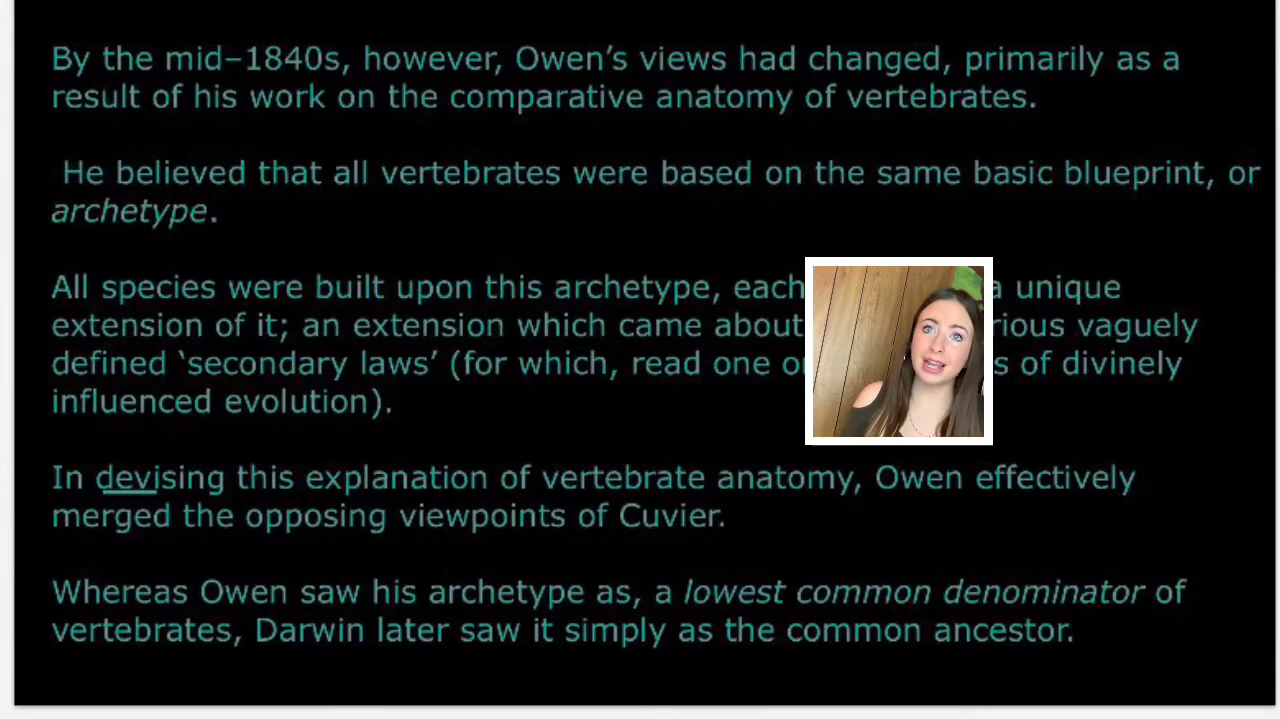 By the mid–1840s, however, Owen’s views had changed, primarily as a
result of his work on the comparative anatomy of vertebrates.
He believed that all vertebrates were based on the same basic blueprint, or
archetype.
All species were built upon this archetype, each a unique
extension of it; an extension which came about vaguely
defined ‘secondary laws’ (for which, read one of divinely
influenced evolution).
In devising this explanation of vertebrate anatomy, Owen effectively
merged the opposing viewpoints of Cuvier.
Whereas Owen saw his archetype as, a lowest common denominator of
vertebrates, Darwin later saw it simply as the common ancestor.